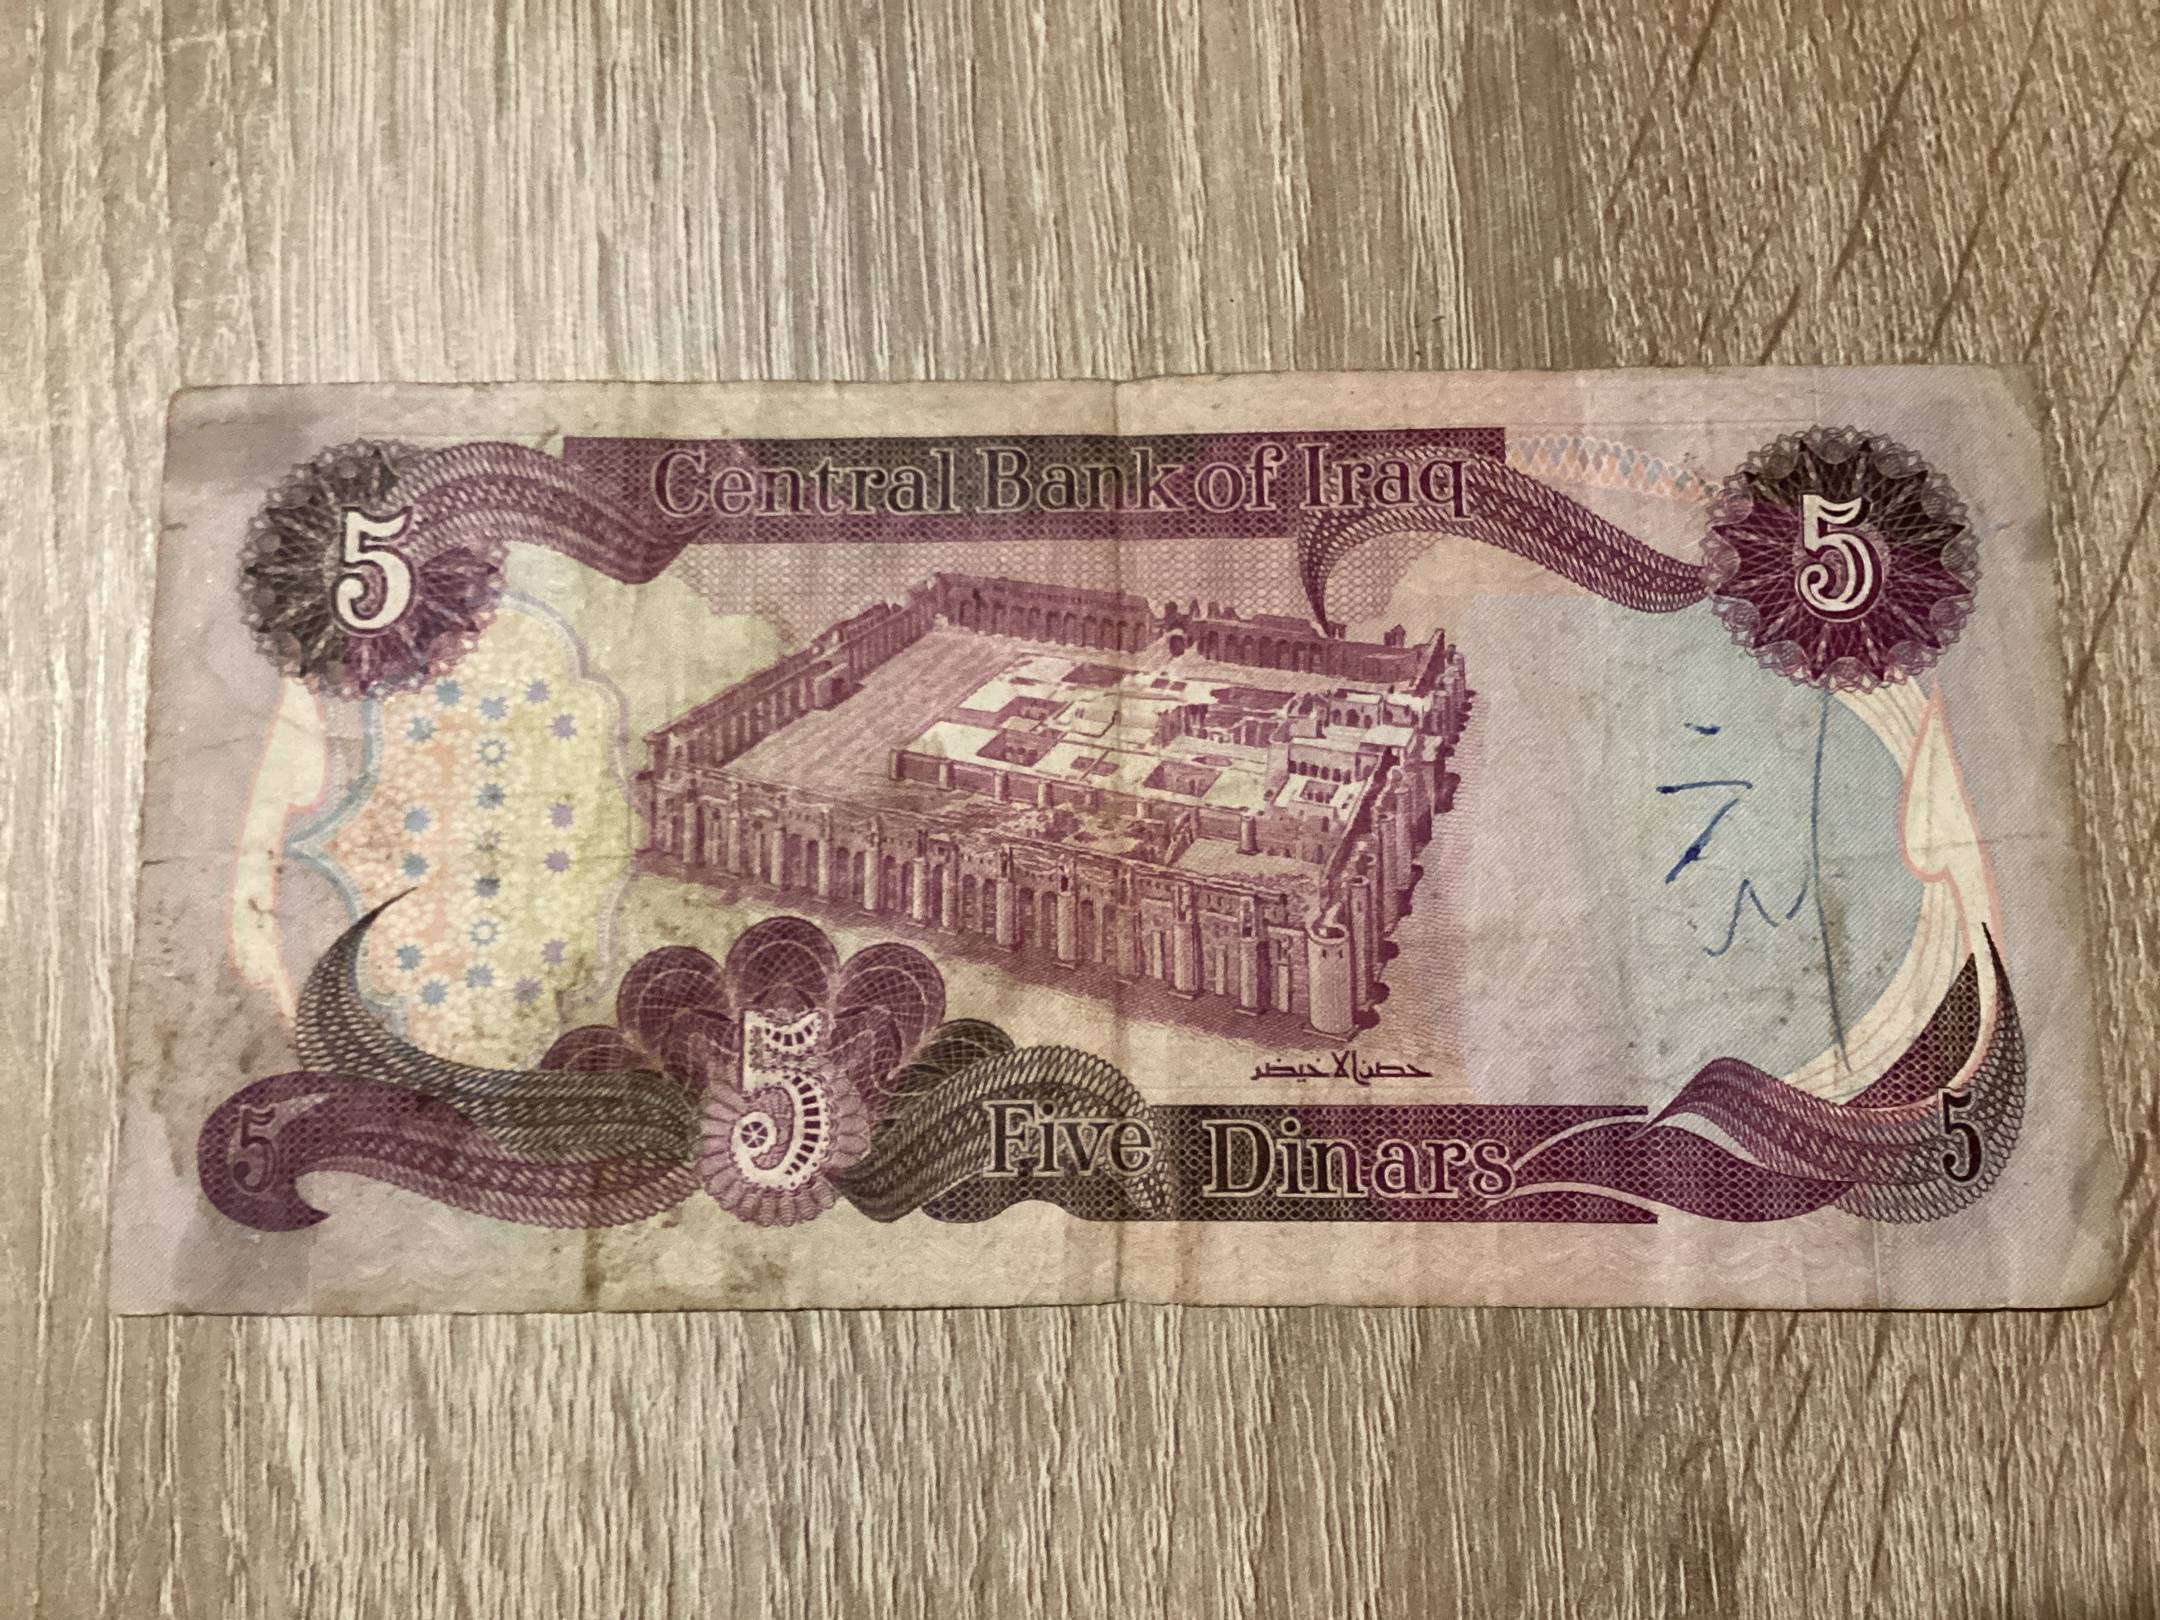 Central Bank of Iraq
5 5
حصن الاخيضر
5
Five Dinars
5 5